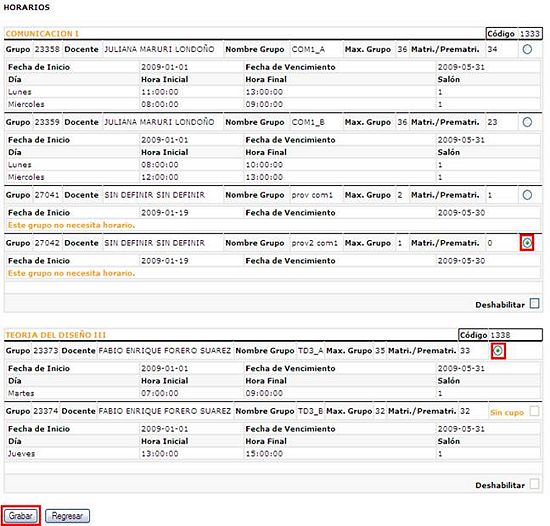 HORARIOS
COMUNICACION I Código 1333
Grupo 23358 Docente JULIANA MARURI LONDOÑO Nombre Grupo COM1_A Max. Grupo 36 Matri./Prematri. 34
Fecha de Inicio 2009-01-01 Fecha de Vencimiento 2009-05-31
Día Hora Inicial Hora Final Salón
Lunes 11:00:00 13:00:00 1
Miercoles 08:00:00 09:00:00 1
Grupo 23359 Docente JULIANA MARURI LONDOÑO Nombre Grupo COM1_B Max. Grupo 36 Matri./Prematri. 23
Fecha de Inicio 2009-01-01 Fecha de Vencimiento 2009-05-31
Día Hora Inicial Hora Final Salón
Lunes 08:00:00 10:00:00 1
Miercoles 12:00:00 13:00:00 1
Grupo 27041 Docente SIN DEFINIR SIN DEFINIR Nombre Grupo prov com1 Max. Grupo 2 Matri./Prematri. 1
Fecha de Inicio 2009-01-19 Fecha de Vencimiento 2009-05-30
Este grupo no necesita horario.
Grupo 27042 Docente SIN DEFINIR SIN DEFINIR Nombre Grupo prov2 com1 Max. Grupo 1 Matri./Prematri. 0
Fecha de Inicio 2009-01-19 Fecha de Vencimiento 2009-05-30
Este grupo no necesita horario.
Deshabilitar
TEORIA DEL DISEÑO III Código 1338
Grupo 23373 Docente FABIO ENRIQUE FORERO SUAREZ Nombre Grupo TD3_A Max. Grupo 35 Matri./Prematri. 33
Fecha de Inicio 2009-01-01 Fecha de Vencimiento 2009-05-31
Día Hora Inicial Hora Final Salón
Martes 07:00:00 09:00:00 1
Grupo 23374 Docente FABIO ENRIQUE FORERO SUAREZ Nombre Grupo TD3_B Max. Grupo 32 Matri./Prematri. 32 Sin cupo
Fecha de Inicio 2009-01-01 Fecha de Vencimiento 2009-05-31
Día Hora Inicial Hora Final Salón
Jueves 13:00:00 15:00:00 1
Deshabilitar
Grabar Regresar